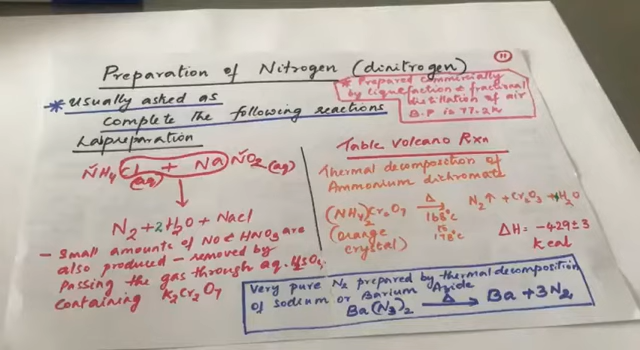 Preparation of Nitrogen (dinitrogen)
11
* Prepared commercially
by liquefaction & fractional
distillation of air
B.P is 77.2K
* Usually asked as
complete the following reactions
Lab preparation
NH4Cl + NaNO2 (aq)
(aq)
N2 + 2H2O + NaCl
- Small amounts of NO & HNO3 are
also produced - removed by
Passing the gas through aq. H2SO4
containing K2Cr2O7
Table Volcano Rxn
Thermal decomposition of
Ammonium dichromate
(NH4)2Cr2O7 Δ N2↑ + Cr2O3 + 4H2O
168°C
to
178°C
(orange
crystal)
ΔH = -429±3
kcal
Very pure N2 prepared by thermal decomposition
of sodium or Barium Azide
Ba(N3)2 Δ→ Ba + 3N2